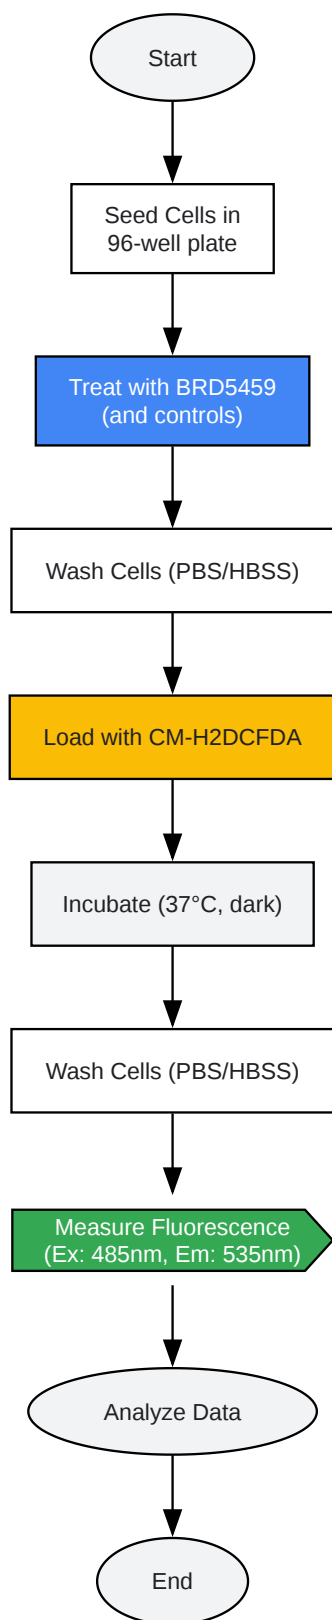 Start
Seed Cells in
96-well plate
Treat with BRD5459
(and controls)
Wash Cells (PBS/HBSS)
Load with CM-H2DCFDA
Incubate (37°C, dark)
Wash Cells (PBS/HBSS)
Measure Fluorescence
(Ex: 485nm, Em: 535nm)
Analyze Data
End